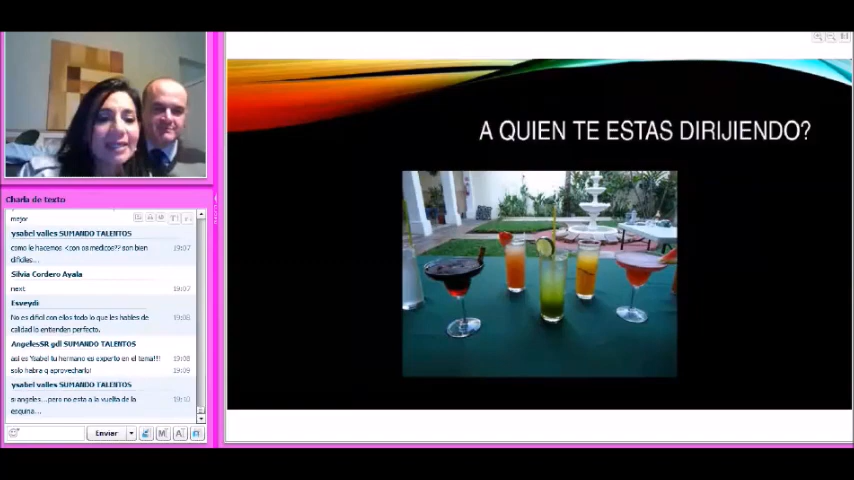 A QUIEN TE ESTAS DIRIJIENDO?
Charla de texto
mejor
ysabel valles SUMANDO TALENTOS
como le hacemos <con os medicos?? son bien 19:07
dificiles...
Silvia Cordero Ayala
next 19:07
Esveydi
No es difiol con ellos todo lo que les hables de 19:08
calidad lo entienden perfecto.
AngelesSR gdl SUMANDO TALENTOS
asi es Ysabel tu hermano es experto en el tema!!! 19:08
solo habra q aprovecharlo! 19:09
ysabel valles SUMANDO TALENTOS
si angeles...pero no esta a la vuelta de la 19:10
esquina...
Enviar